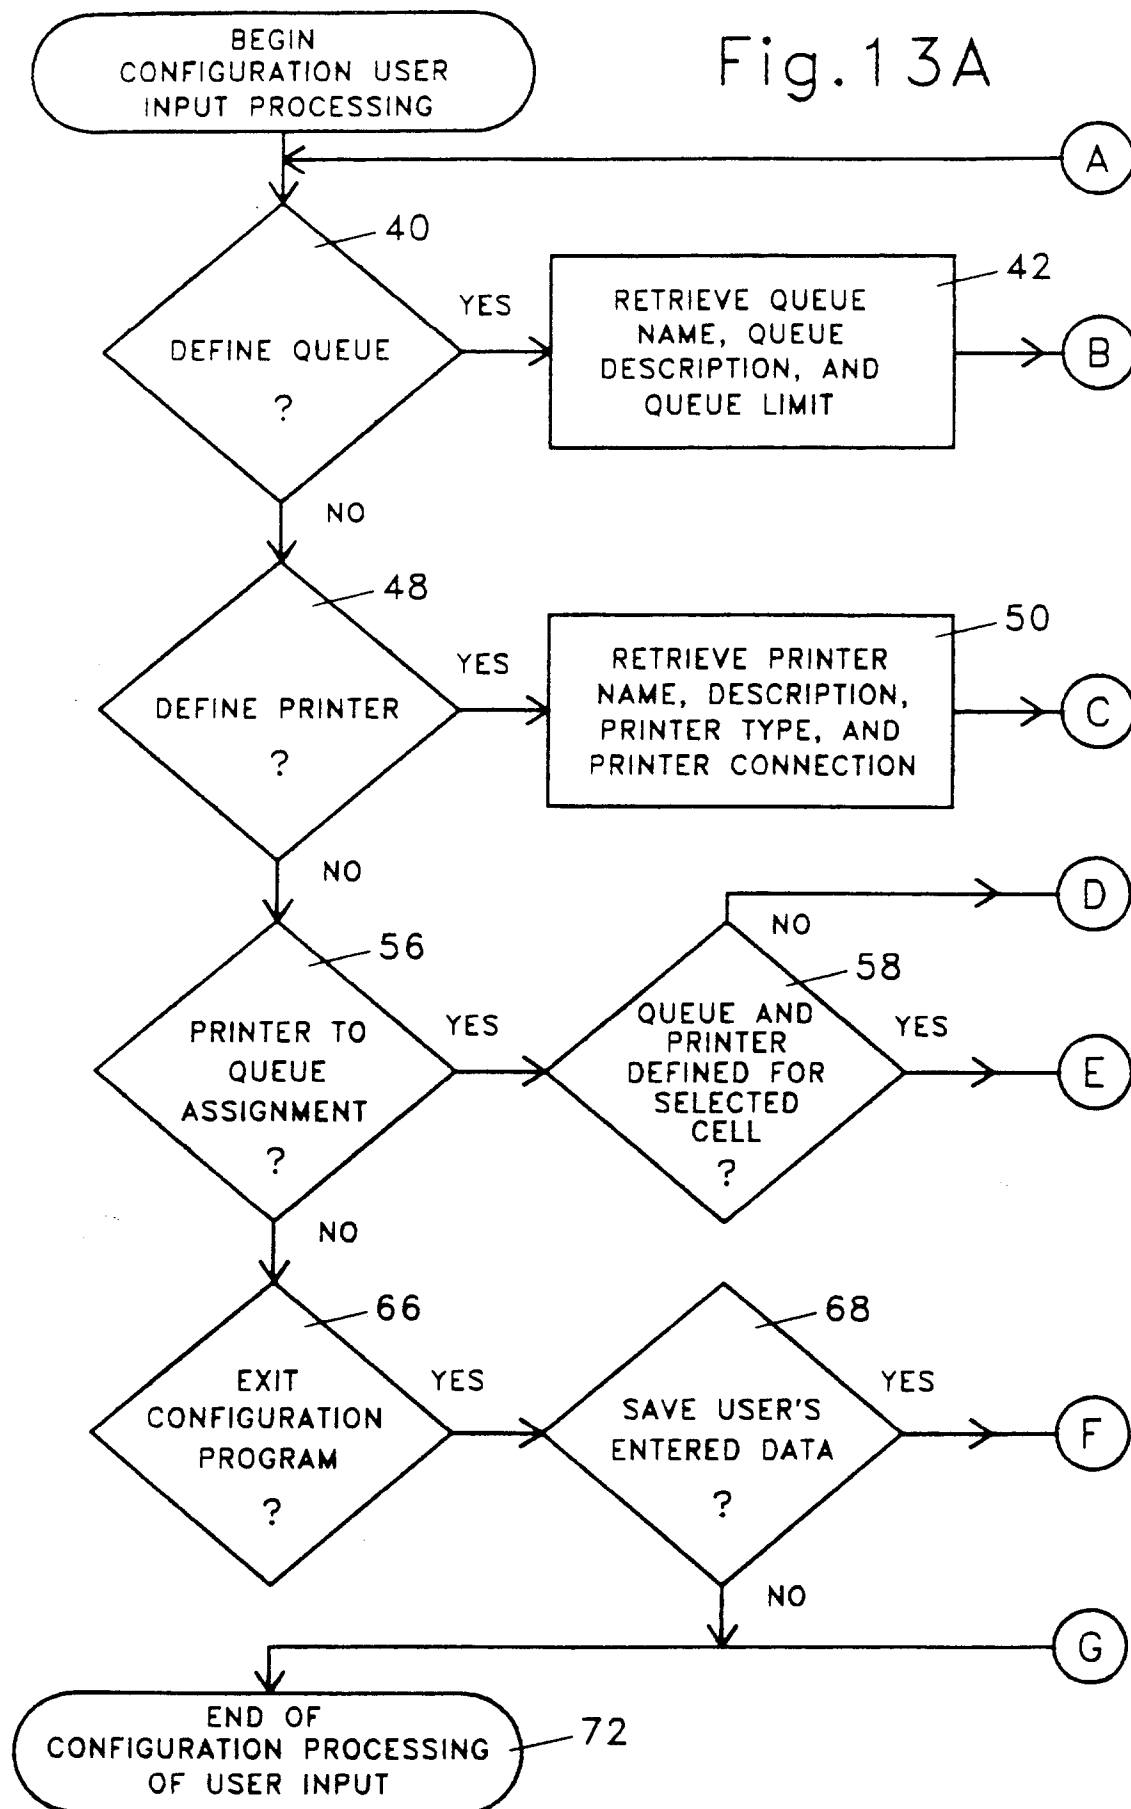 BEGIN
CONFIGURATION USER
INPUT PROCESSING
Fig.13A
A
40
DEFINE QUEUE
?
YES
42
RETRIEVE QUEUE
NAME, QUEUE
DESCRIPTION, AND
QUEUE LIMIT
B
NO
48
DEFINE PRINTER
?
YES
50
RETRIEVE PRINTER
NAME, DESCRIPTION,
PRINTER TYPE, AND
PRINTER CONNECTION
C
NO
56
PRINTER TO
QUEUE
ASSIGNMENT
?
YES
58
QUEUE AND
PRINTER
DEFINED FOR
SELECTED
CELL
?
NO
D
YES
E
NO
66
EXIT
CONFIGURATION
PROGRAM
?
YES
68
SAVE USER'S
ENTERED DATA
?
YES
F
NO
G
END OF
CONFIGURATION PROCESSING
OF USER INPUT
72